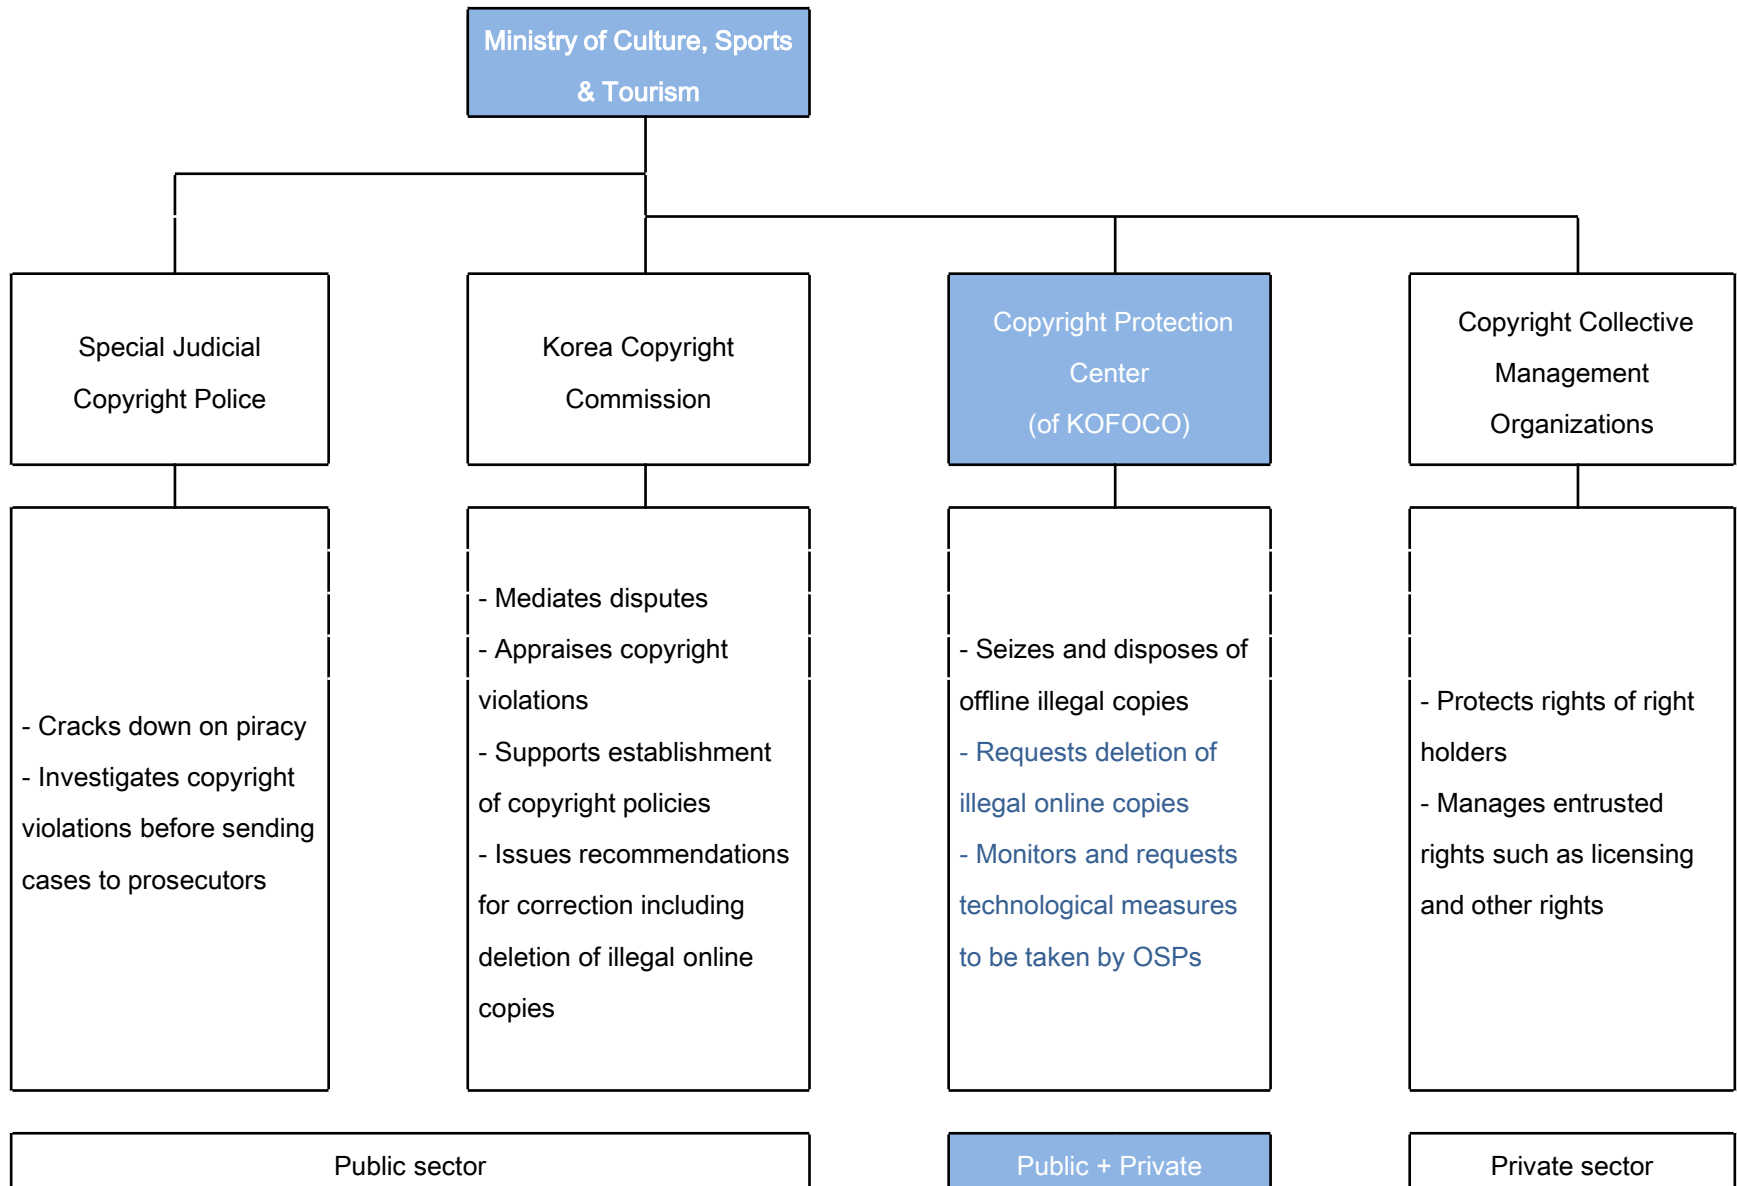 Ministry of Culture, Sports
& Tourism
Special Judicial
Copyright Police
Korea Copyright
Commission
Copyright Protection
Center
(of KOFOCO)
Copyright Collective
Management
Organizations
- Cracks down on piracy
- Investigates copyright
violations before sending
cases to prosecutors
- Mediates disputes
- Appraises copyright
violations
- Supports establishment
of copyright policies
- Issues recommendations
for correction including
deletion of illegal online
copies
- Seizes and disposes of
offline illegal copies
- Requests deletion of
illegal online copies
- Monitors and requests
technological measures
to be taken by OSPs
- Protects rights of right
holders
- Manages entrusted
rights such as licensing
and other rights
Public sector
Public + Private
Private sector